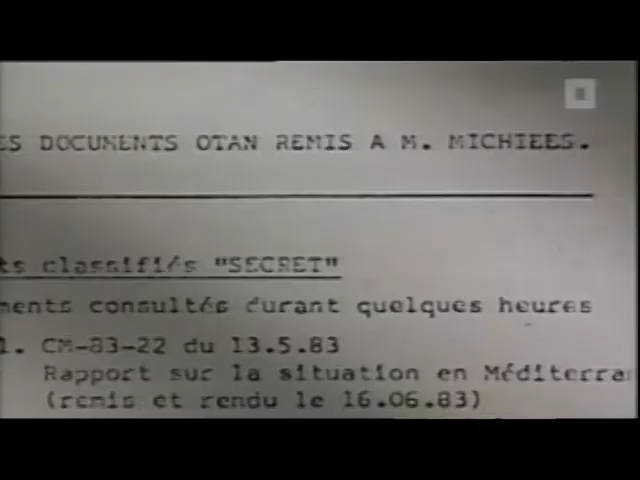 ES DOCUMENTS OTAN REMIS A M. MICHIELS.
ts classifiés "SECRET"
ments consultés durant quelques heures
1. CM-83-22 du 13.5.83
Rapport sur la situation en Méditerra
(remis et rendu le 16.06.83)